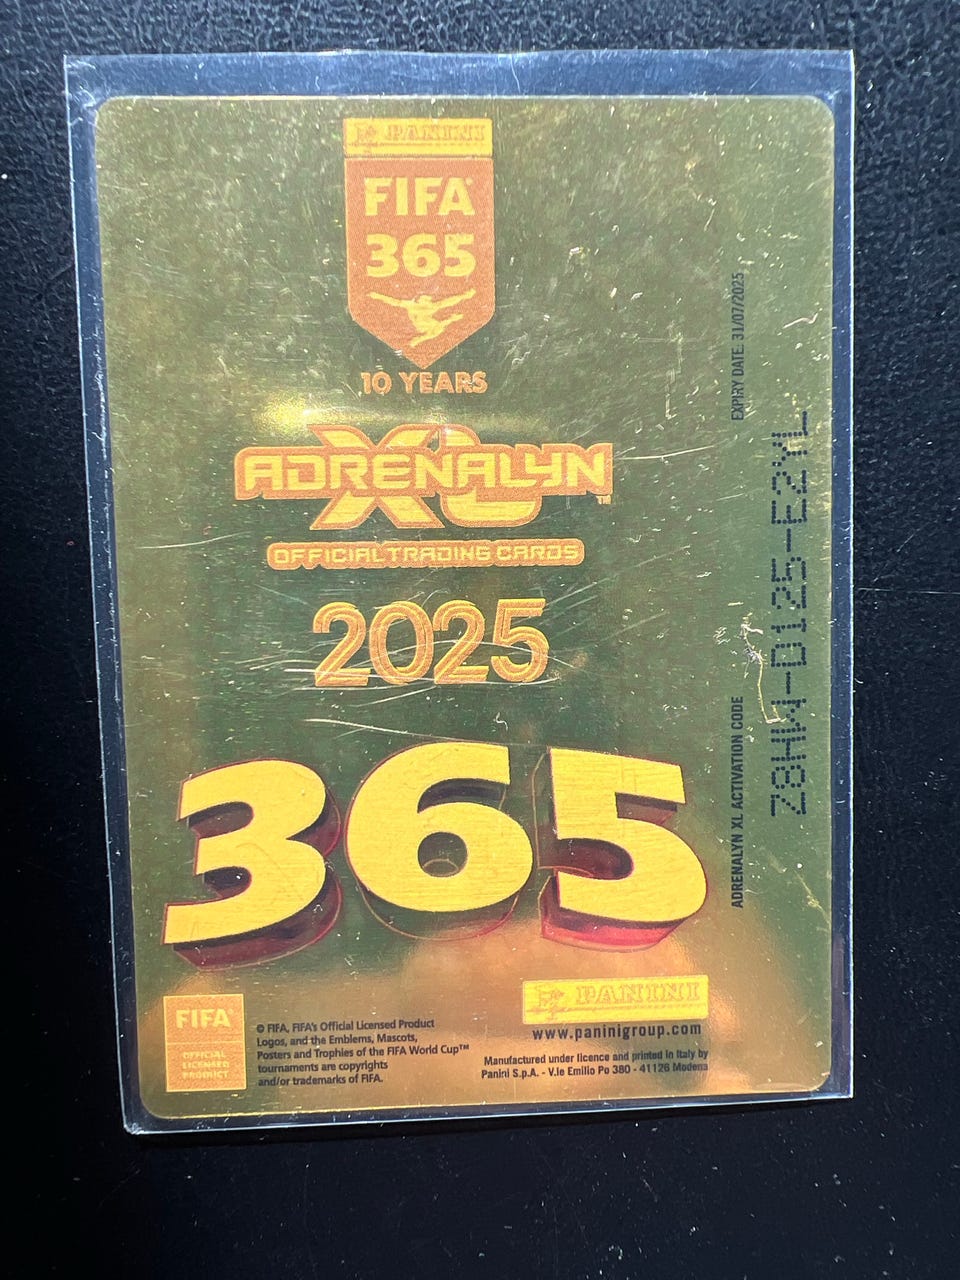 PANINI
FIFA
365
10 YEARS
ADRENALYN
XL
OFFICIAL TRADING CARDS
2025
365
EXPIRY DATE: 31/07/2025
ADRENALYN XL ACTIVATION CODE
Z8HW-D125-E2YL
FIFA
OFFICIAL
LICENSED
PRODUCT
© FIFA, FIFA's Official Licensed Product
Logos, and the Emblems, Mascots,
Posters and Trophies of the FIFA World Cup™
tournaments are copyrights
and/or trademarks of FIFA.
PANINI
www.paninigroup.com
Manufactured under licence and printed in Italy by
Panini S.p.A. - V.le Emilio Po 380 - 41126 Modena